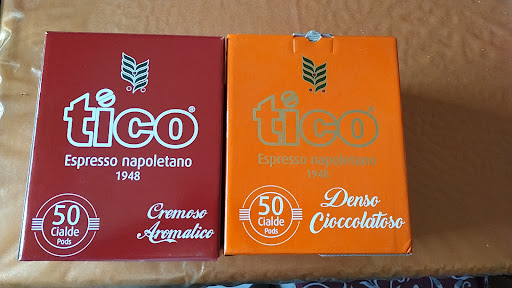 tico®
Espresso napoletano
1948
50
Cialde
Pods
Cremoso
Aromatico
tico®
Espresso napoletano
1948
50
Cialde
Pods
Denso
Cioccolatoso